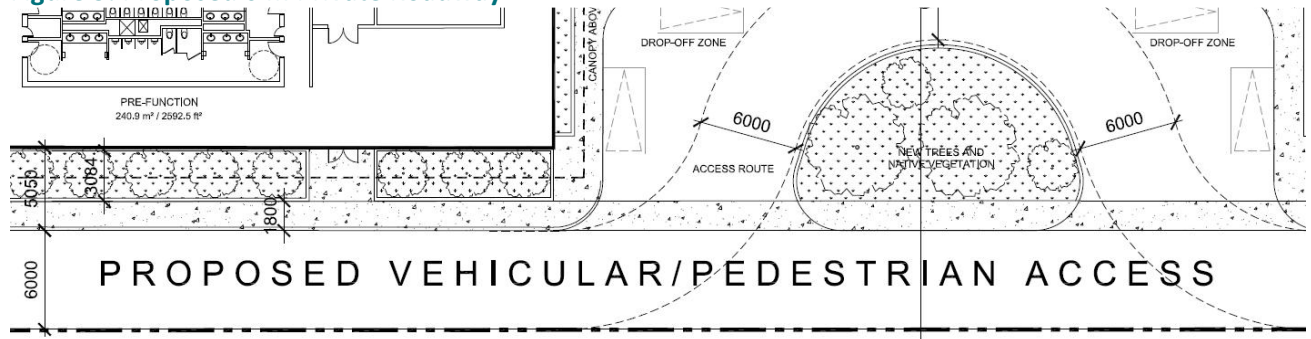 CANOPY ABOV
DROP-OFF ZONE
DROP-OFF ZONE
PRE-FUNCTION
240.9 m² / 2592.5 ft²
6000
6000
NEW TREES AND
NATIVE VEGETATION
ACCESS ROUTE
5050
3084
1800
6000
PROPOSED VEHICULAR/PEDESTRIAN ACCESS